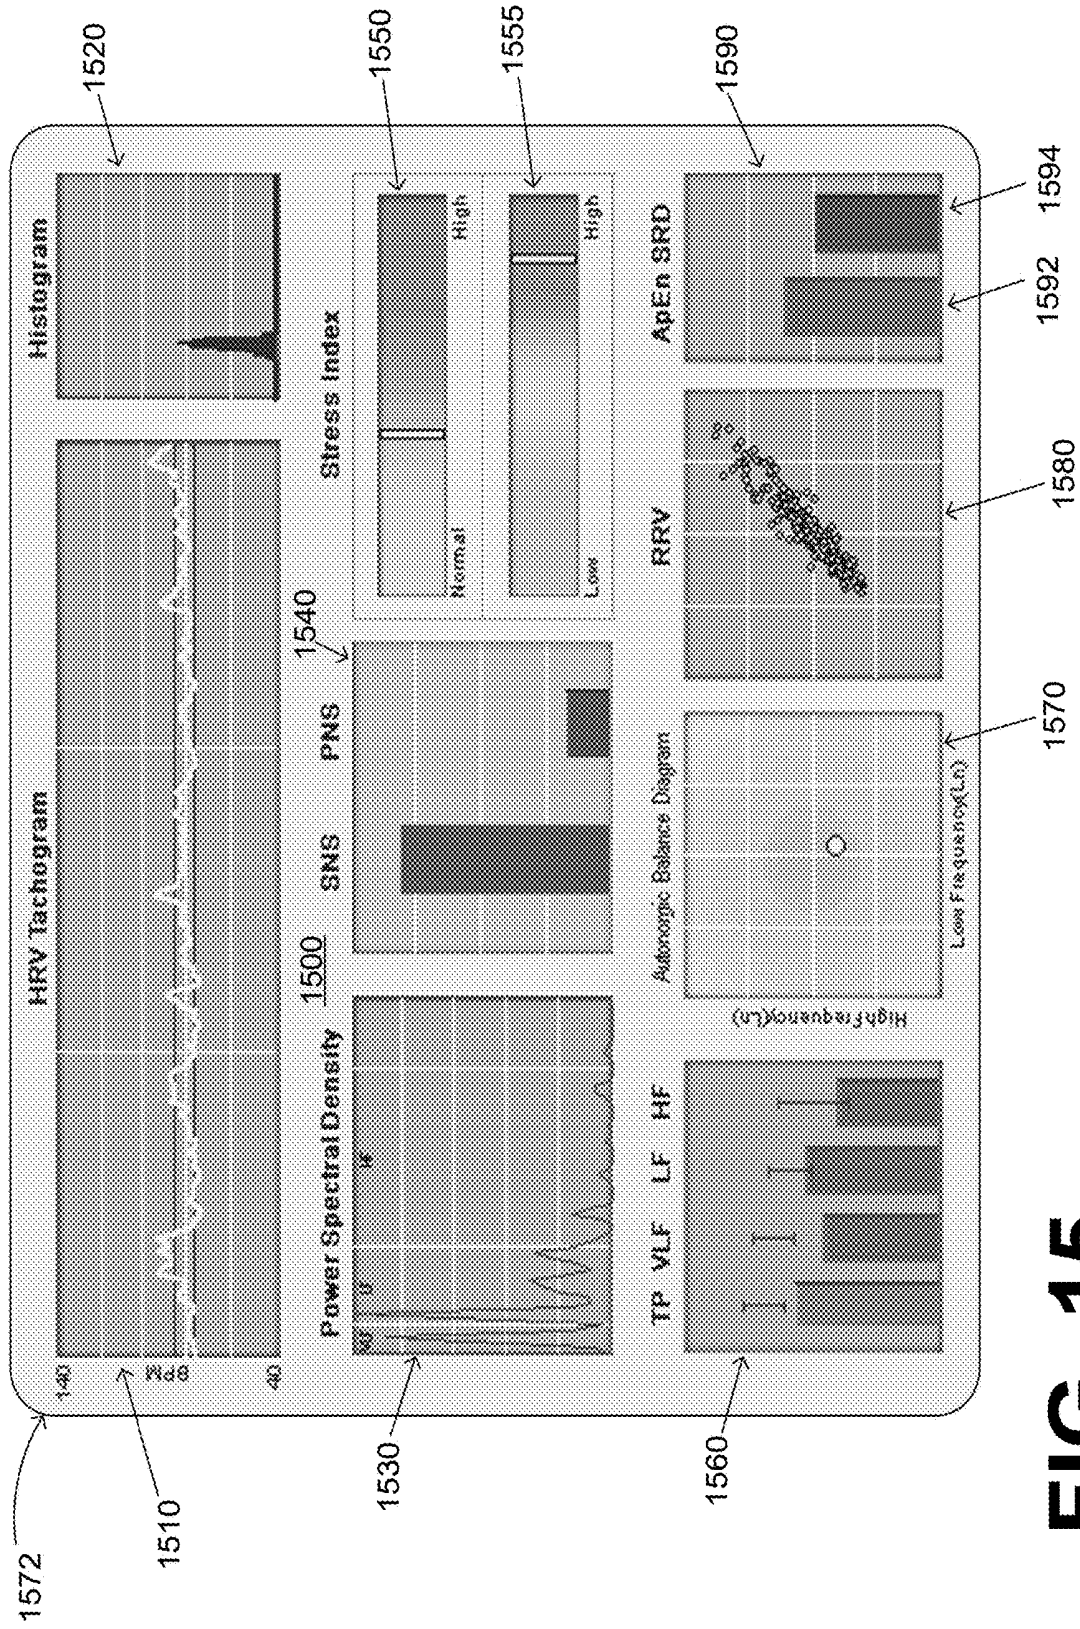 1572
1510
1520
HRV Tachogram
Histogram
140
BPM
40
1530
1500
1540
1550
1555
Power Spectral Density
SNS
PNS
Stress Index
Normal
High
Low
High
1560
1590
TP
VLF
LF
HF
Autonomic Balance Diagram
High Frequency(Ln)
Low Frequency(Ln)
RRV
ApEn SRD
1570
1580
1592
1594
FIG. 15